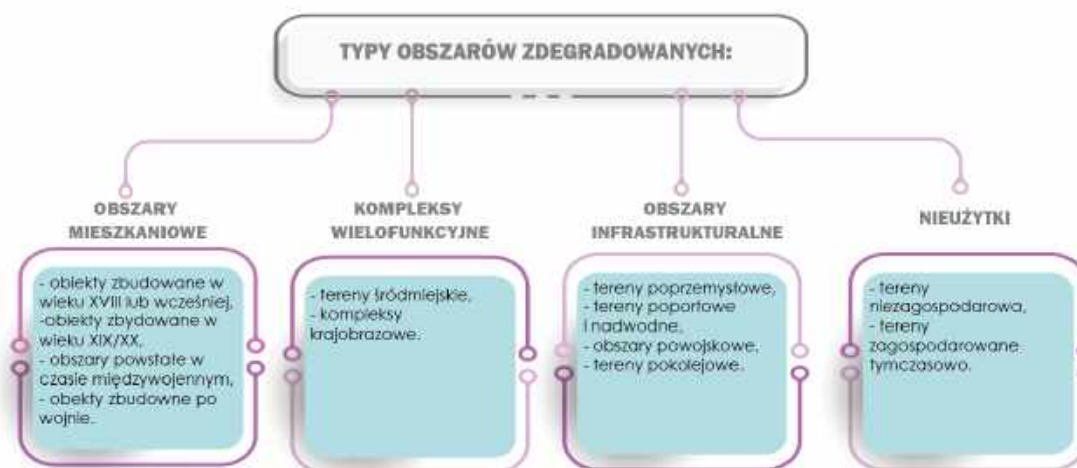 TYPY OBSZARÓW ZDEGRADOWANYCH:
OBSZARY
MIESZKANIOWE
- obiekty zbudowane w
wieku XVIII lub wcześniej,
-obiekty zbydowane w
wieku XIX/XX,
- obszary powstałe w
czasie międzywojennym,
- obekty zbudowne po
wojnie.
KOMPLEKSY
WIELOFUNKCYJNE
- tereny śródmiejskie,
- kompleksy
krajobrazowe.
OBSZARY
INFRASTRUKTURALNE
- tereny poprzemysłowe,
- tereny poportowe
i nadwodne,
- obszary powojskowe,
- tereny pokolejowe.
NIEUŻYTKI
- tereny
niezagospodarowa,
- tereny
zagospodarowane
tymczasowo.